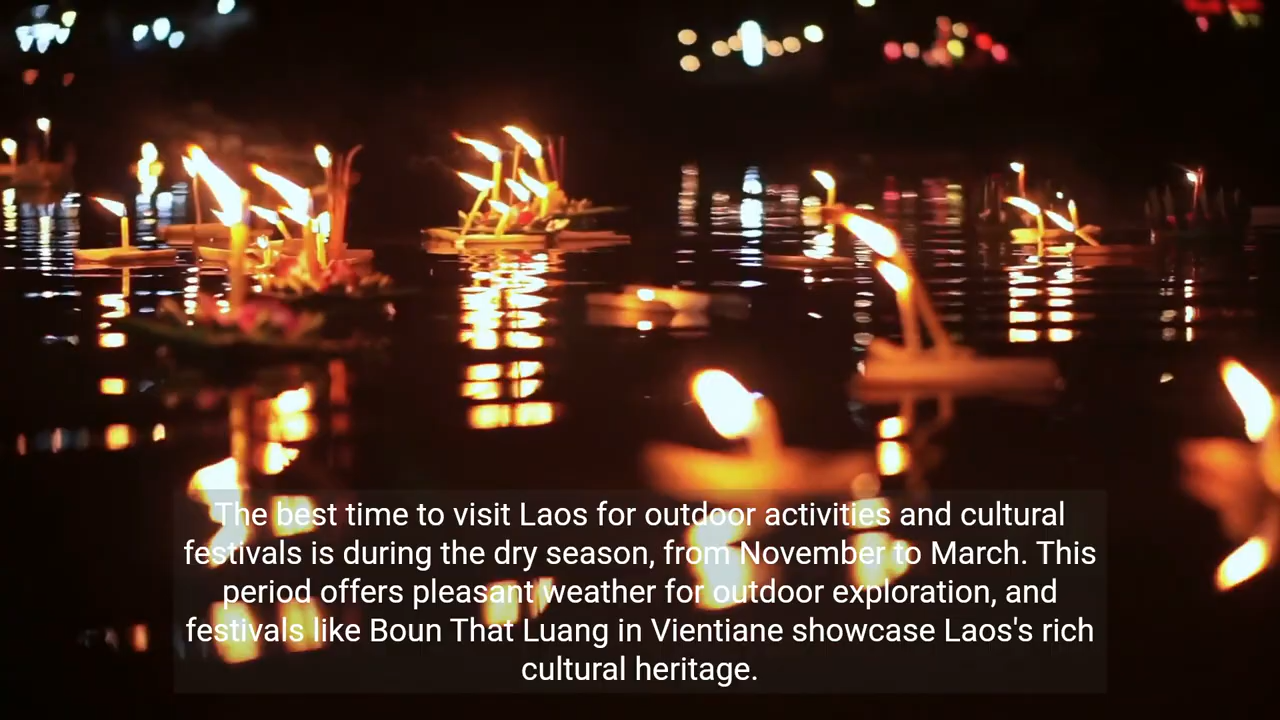 The best time to visit Laos for outdoor activities and cultural
festivals is during the dry season, from November to March. This
period offers pleasant weather for outdoor exploration, and
festivals like Boun That Luang in Vientiane showcase Laos's rich
cultural heritage.